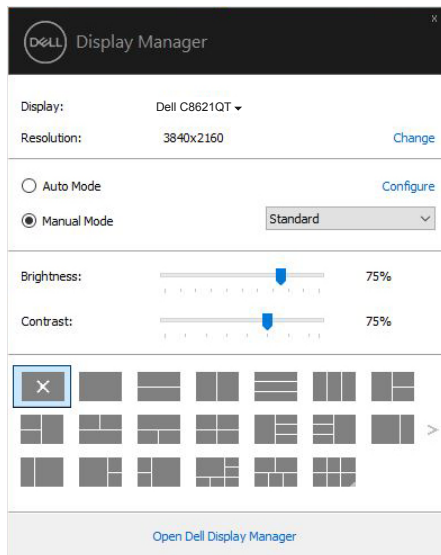 DELL Display Manager
x
Display: Dell C8621QT
Resolution: 3840x2160 Change
Auto Mode Configure
Manual Mode Standard
Brightness: 75%
Contrast: 75%
>
Open Dell Display Manager